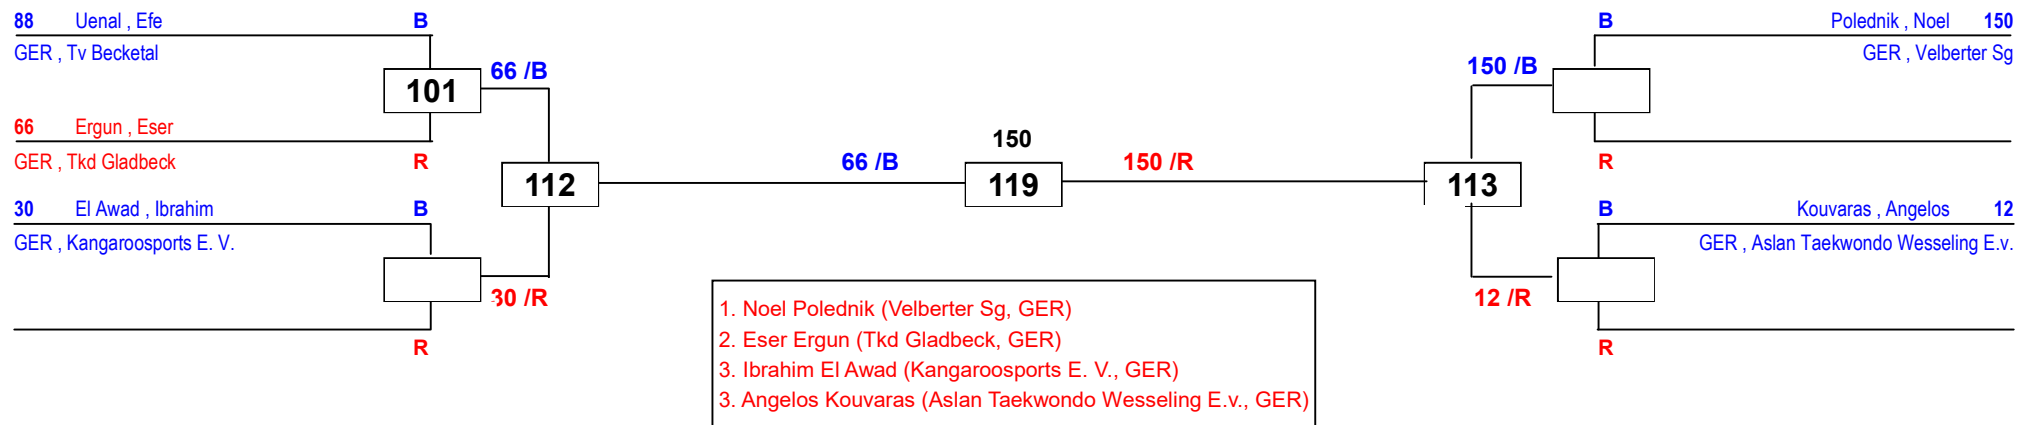 88 Uenal , Efe B
GER , Tv Becketal
101
66 /B
66 Ergun , Eser
GER , Tkd Gladbeck R
112
30 El Awad , Ibrahim B
GER , Kangaroosports E. V.
30 /R
R
66 /B
150
119
150 /R
B Polednik , Noel 150
GER , Velberter Sg
150 /B
R
113
B Kouvaras , Angelos 12
GER , Aslan Taekwondo Wesseling E.v.
12 /R
R
1. Noel Polednik (Velberter Sg, GER)
2. Eser Ergun (Tkd Gladbeck, GER)
3. Ibrahim El Awad (Kangaroosports E. V., GER)
3. Angelos Kouvaras (Aslan Taekwondo Wesseling E.v., GER)